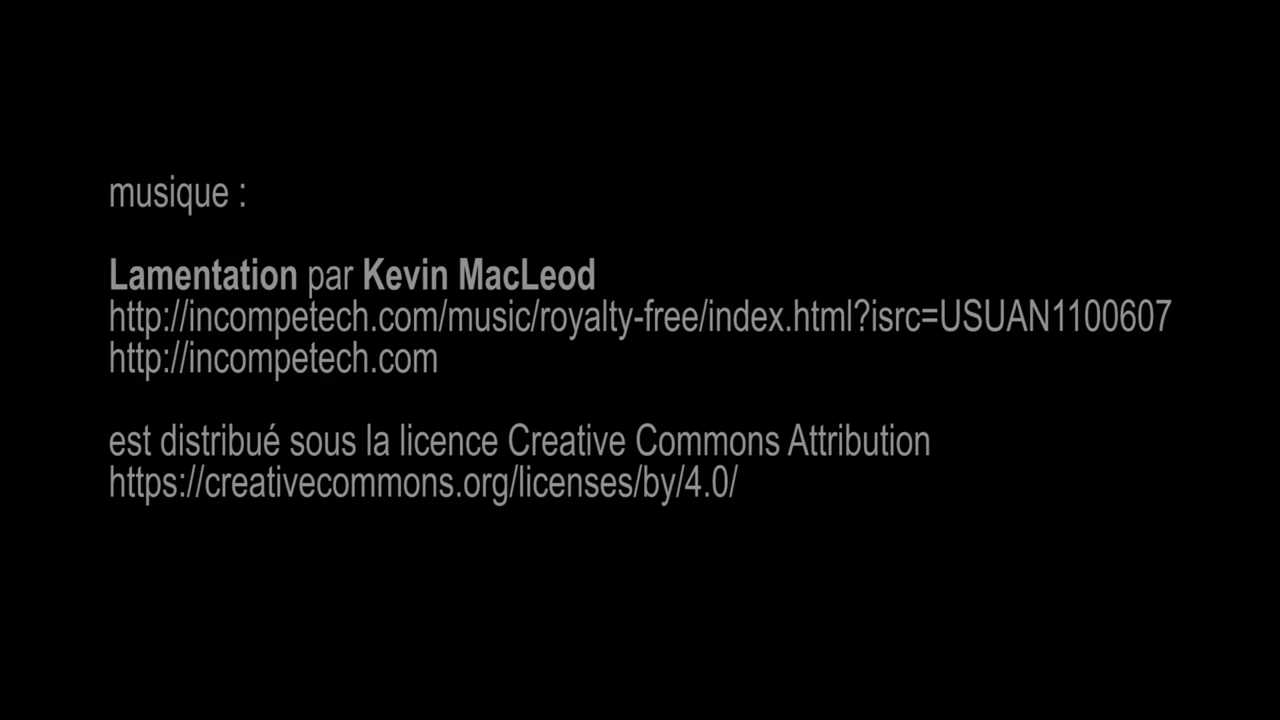 musique :
Lamentation par Kevin MacLeod
http://incompetech.com/music/royalty-free/index.html?isrc=USUAN1100607
http://incompetech.com
est distribué sous la licence Creative Commons Attribution
https://creativecommons.org/licenses/by/4.0/